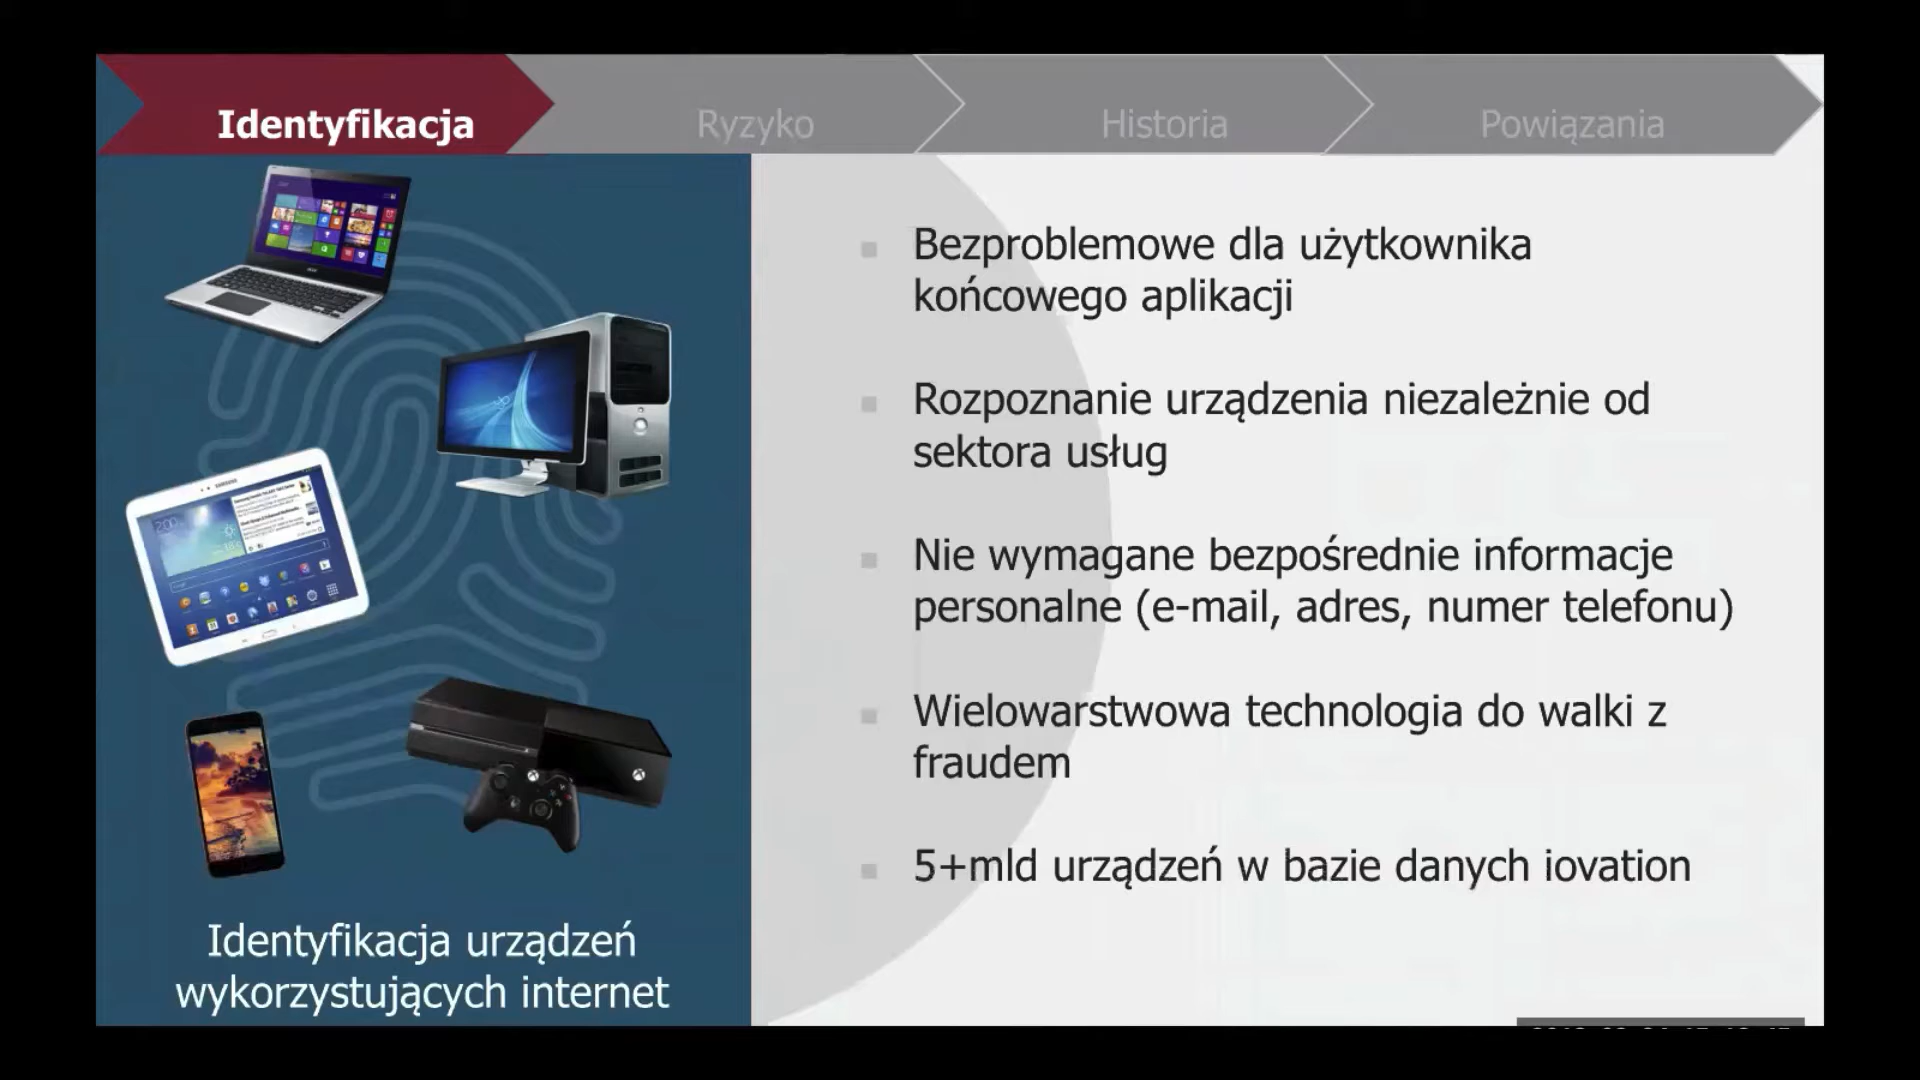 Identyfikacja
Ryzyko
Historia
Powiązania
Bezproblemowe dla użytkownika
końcowego aplikacji
Rozpoznanie urządzenia niezależnie od
sektora usług
Nie wymagane bezpośrednie informacje
personalne (e-mail, adres, numer telefonu)
Wielowarstwowa technologia do walki z
fraudem
5+mld urządzeń w bazie danych iovation
Identyfikacja urządzeń
wykorzystujących internet